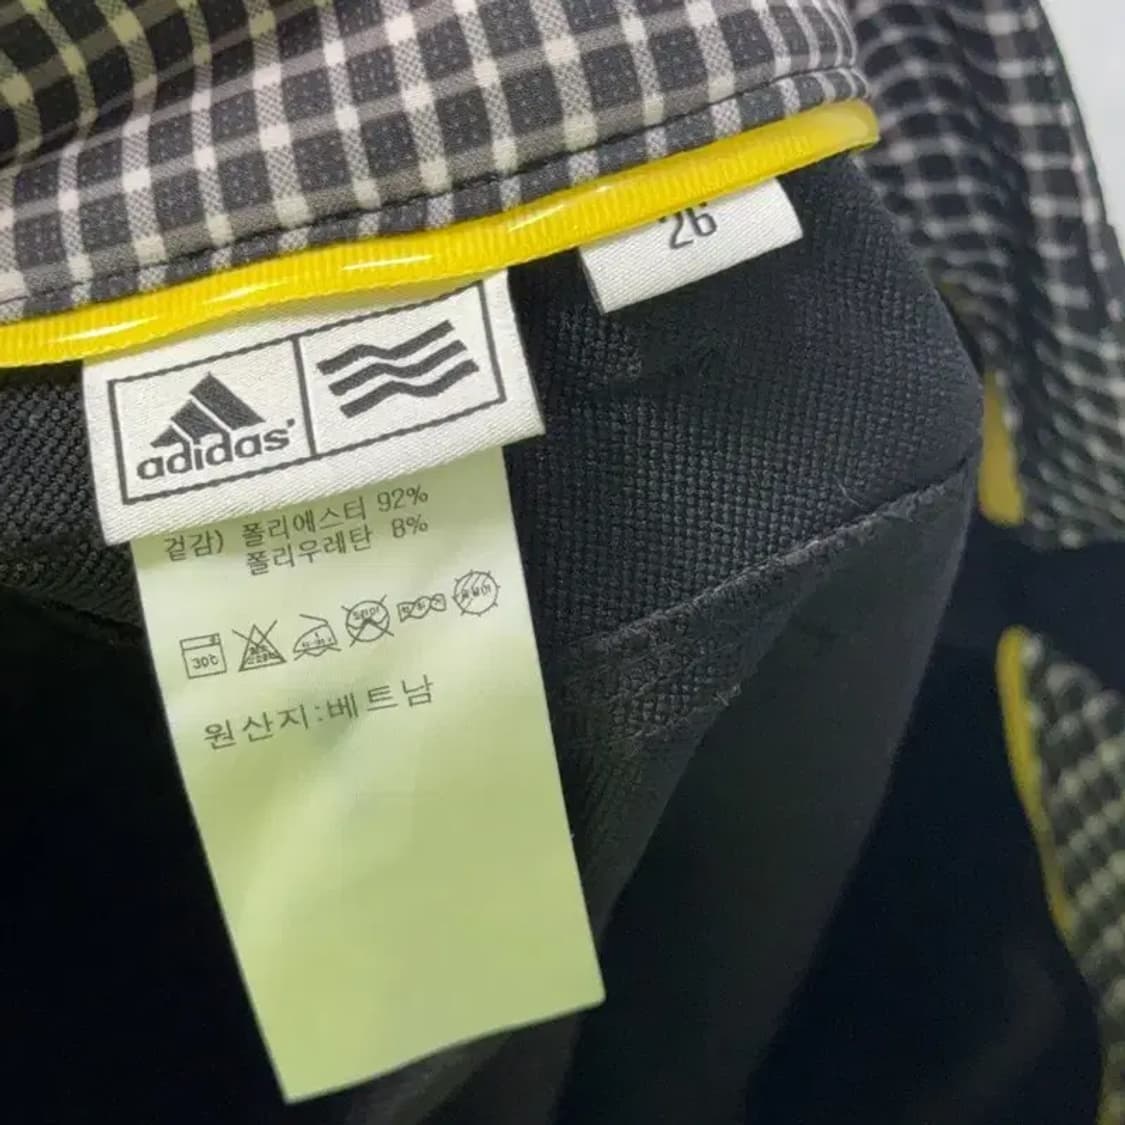 26
adidas
겉감) 폴리에스터 92%
폴리우레탄 8%
30℃
원산지:베트남